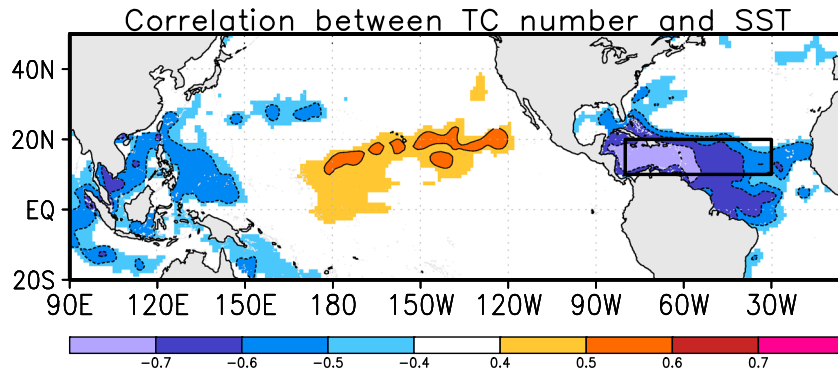 Correlation between TC number and SST
40N
20N
EQ
20S
90E 120E 150E 180 150W 120W 90W 60W 30W
−0.7 −0.6 −0.5 −0.4 0.4 0.5 0.6 0.7